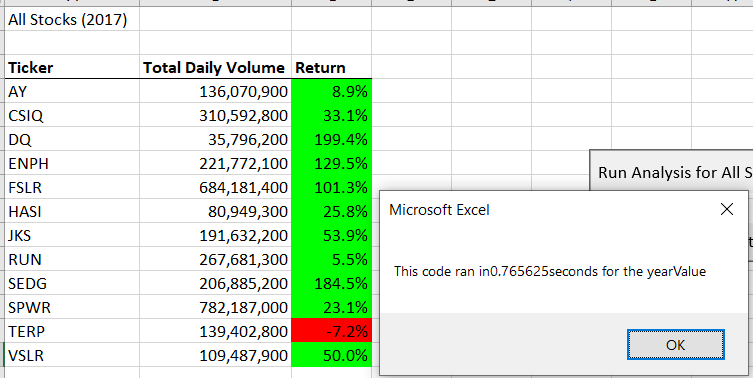 All Stocks (2017)
Ticker Total Daily Volume Return
AY 136,070,900 8.9%
CSIQ 310,592,800 33.1%
DQ 35,796,200 199.4%
ENPH 221,772,100 129.5%
FSLR 684,181,400 101.3%
HASI 80,949,300 25.8%
JKS 191,632,200 53.9%
RUN 267,681,300 5.5%
SEDG 206,885,200 184.5%
SPWR 782,187,000 23.1%
TERP 139,402,800 -7.2%
VSLR 109,487,900 50.0%
Run Analysis for All S
Microsoft Excel
This code ran in0.765625seconds for the yearValue
OK